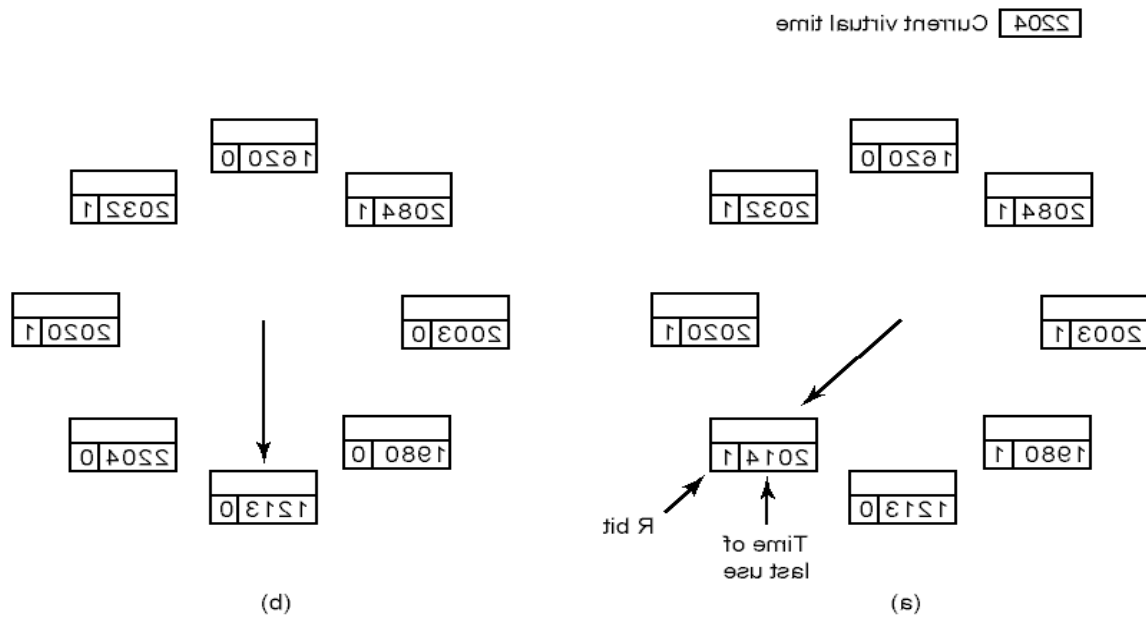 2204 Current virtual time
1620 0
2084 1
2032 1
2003 1
2020 1
1980 1
2014 1
1213 0
Time of
last use
R bit
(a)
1620 0
2084 1
2032 1
2003 0
2020 1
1980 0
2204 0
1213 0
(b)